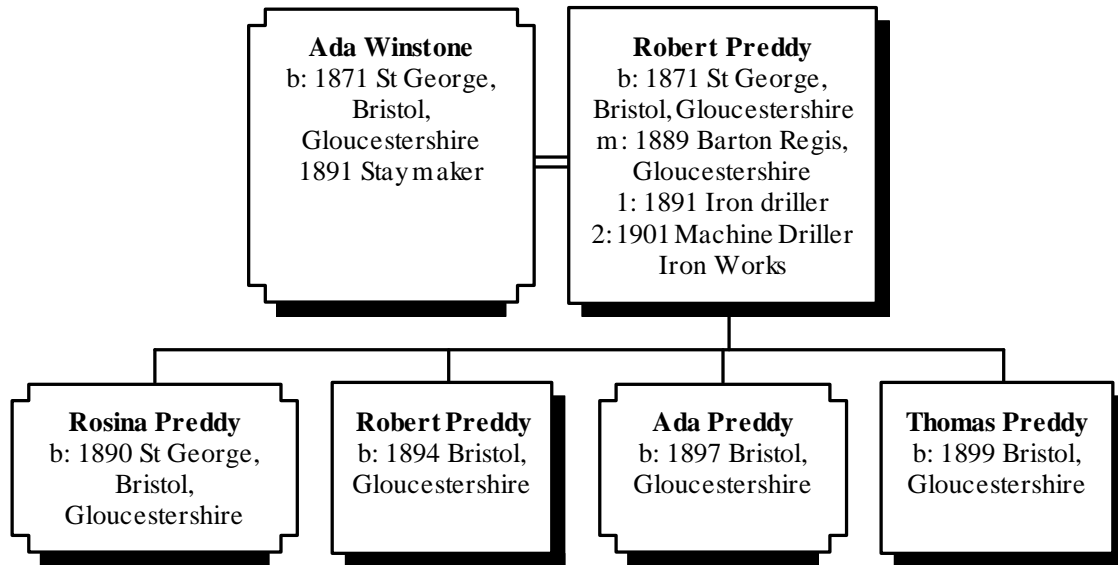 Ada Winstone
b: 1871 St George,
Bristol,
Gloucestershire
1891 Stay maker
Robert Preddy
b: 1871 St George,
Bristol, Gloucestershire
m: 1889 Barton Regis,
Gloucestershire
1: 1891 Iron driller
2: 1901 Machine Driller
Iron Works
Rosina Preddy
b: 1890 St George,
Bristol,
Gloucestershire
Robert Preddy
b: 1894 Bristol,
Gloucestershire
Ada Preddy
b: 1897 Bristol,
Gloucestershire
Thomas Preddy
b: 1899 Bristol,
Gloucestershire